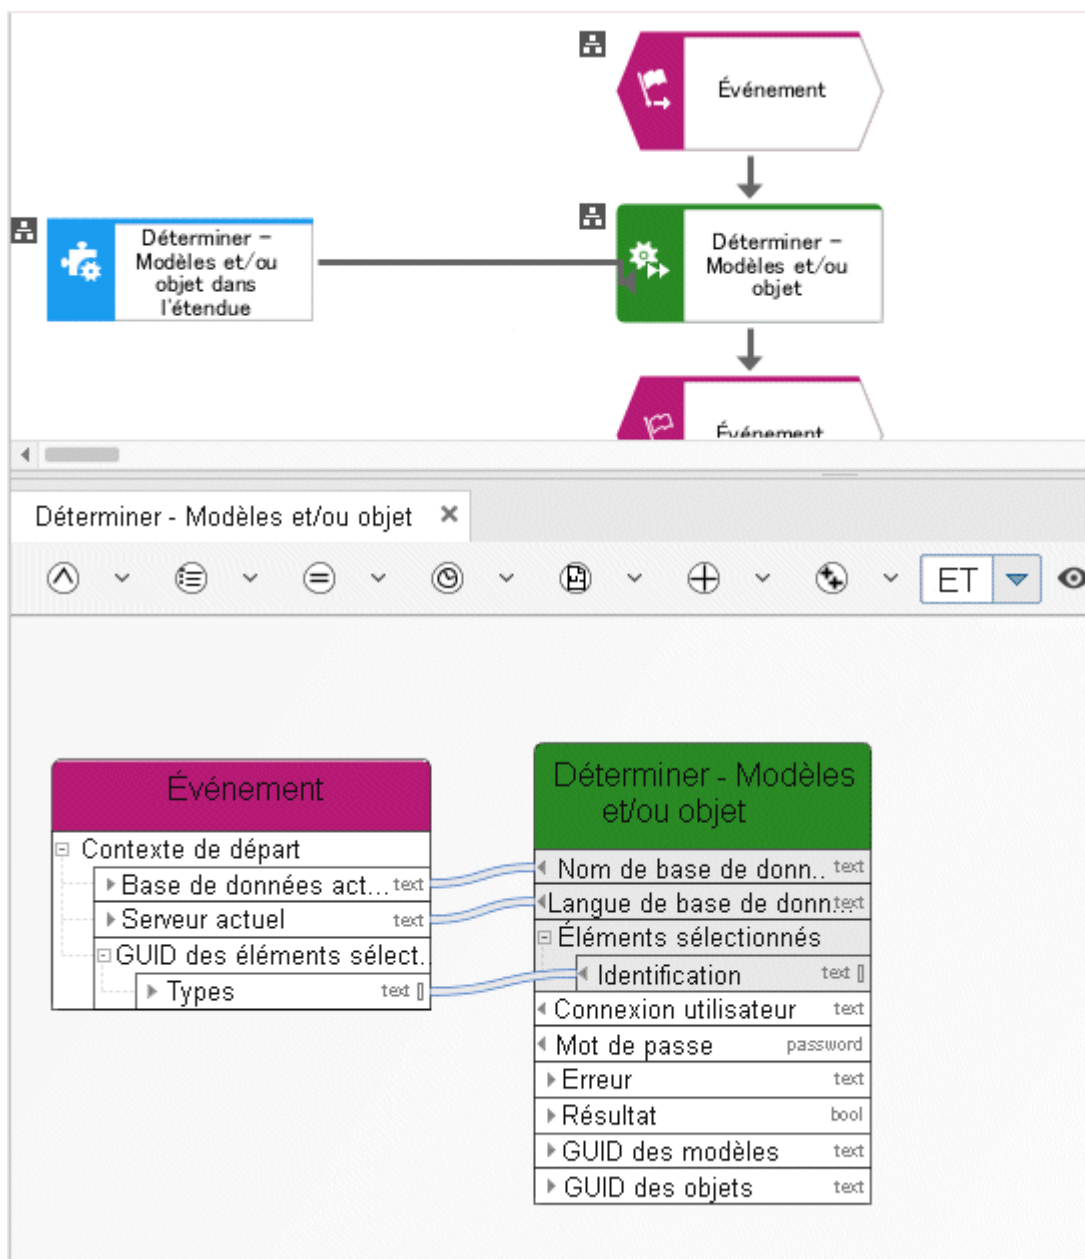 Événement
Déterminer –
Modèles et/ou
objet dans
l'étendue
Déterminer –
Modèles et/ou
objet
Événement
Déterminer - Modèles et/ou objet ×
ET
Événement
Contexte de départ
Base de données act... text
Serveur actuel text
GUID des éléments sélect.
Types text []
Déterminer - Modèles
et/ou objet
Nom de base de donn.. text
Langue de base de donn... text
Éléments sélectionnés
Identification text []
Connexion utilisateur text
Mot de passe password
Erreur text
Résultat bool
GUID des modèles text
GUID des objets text